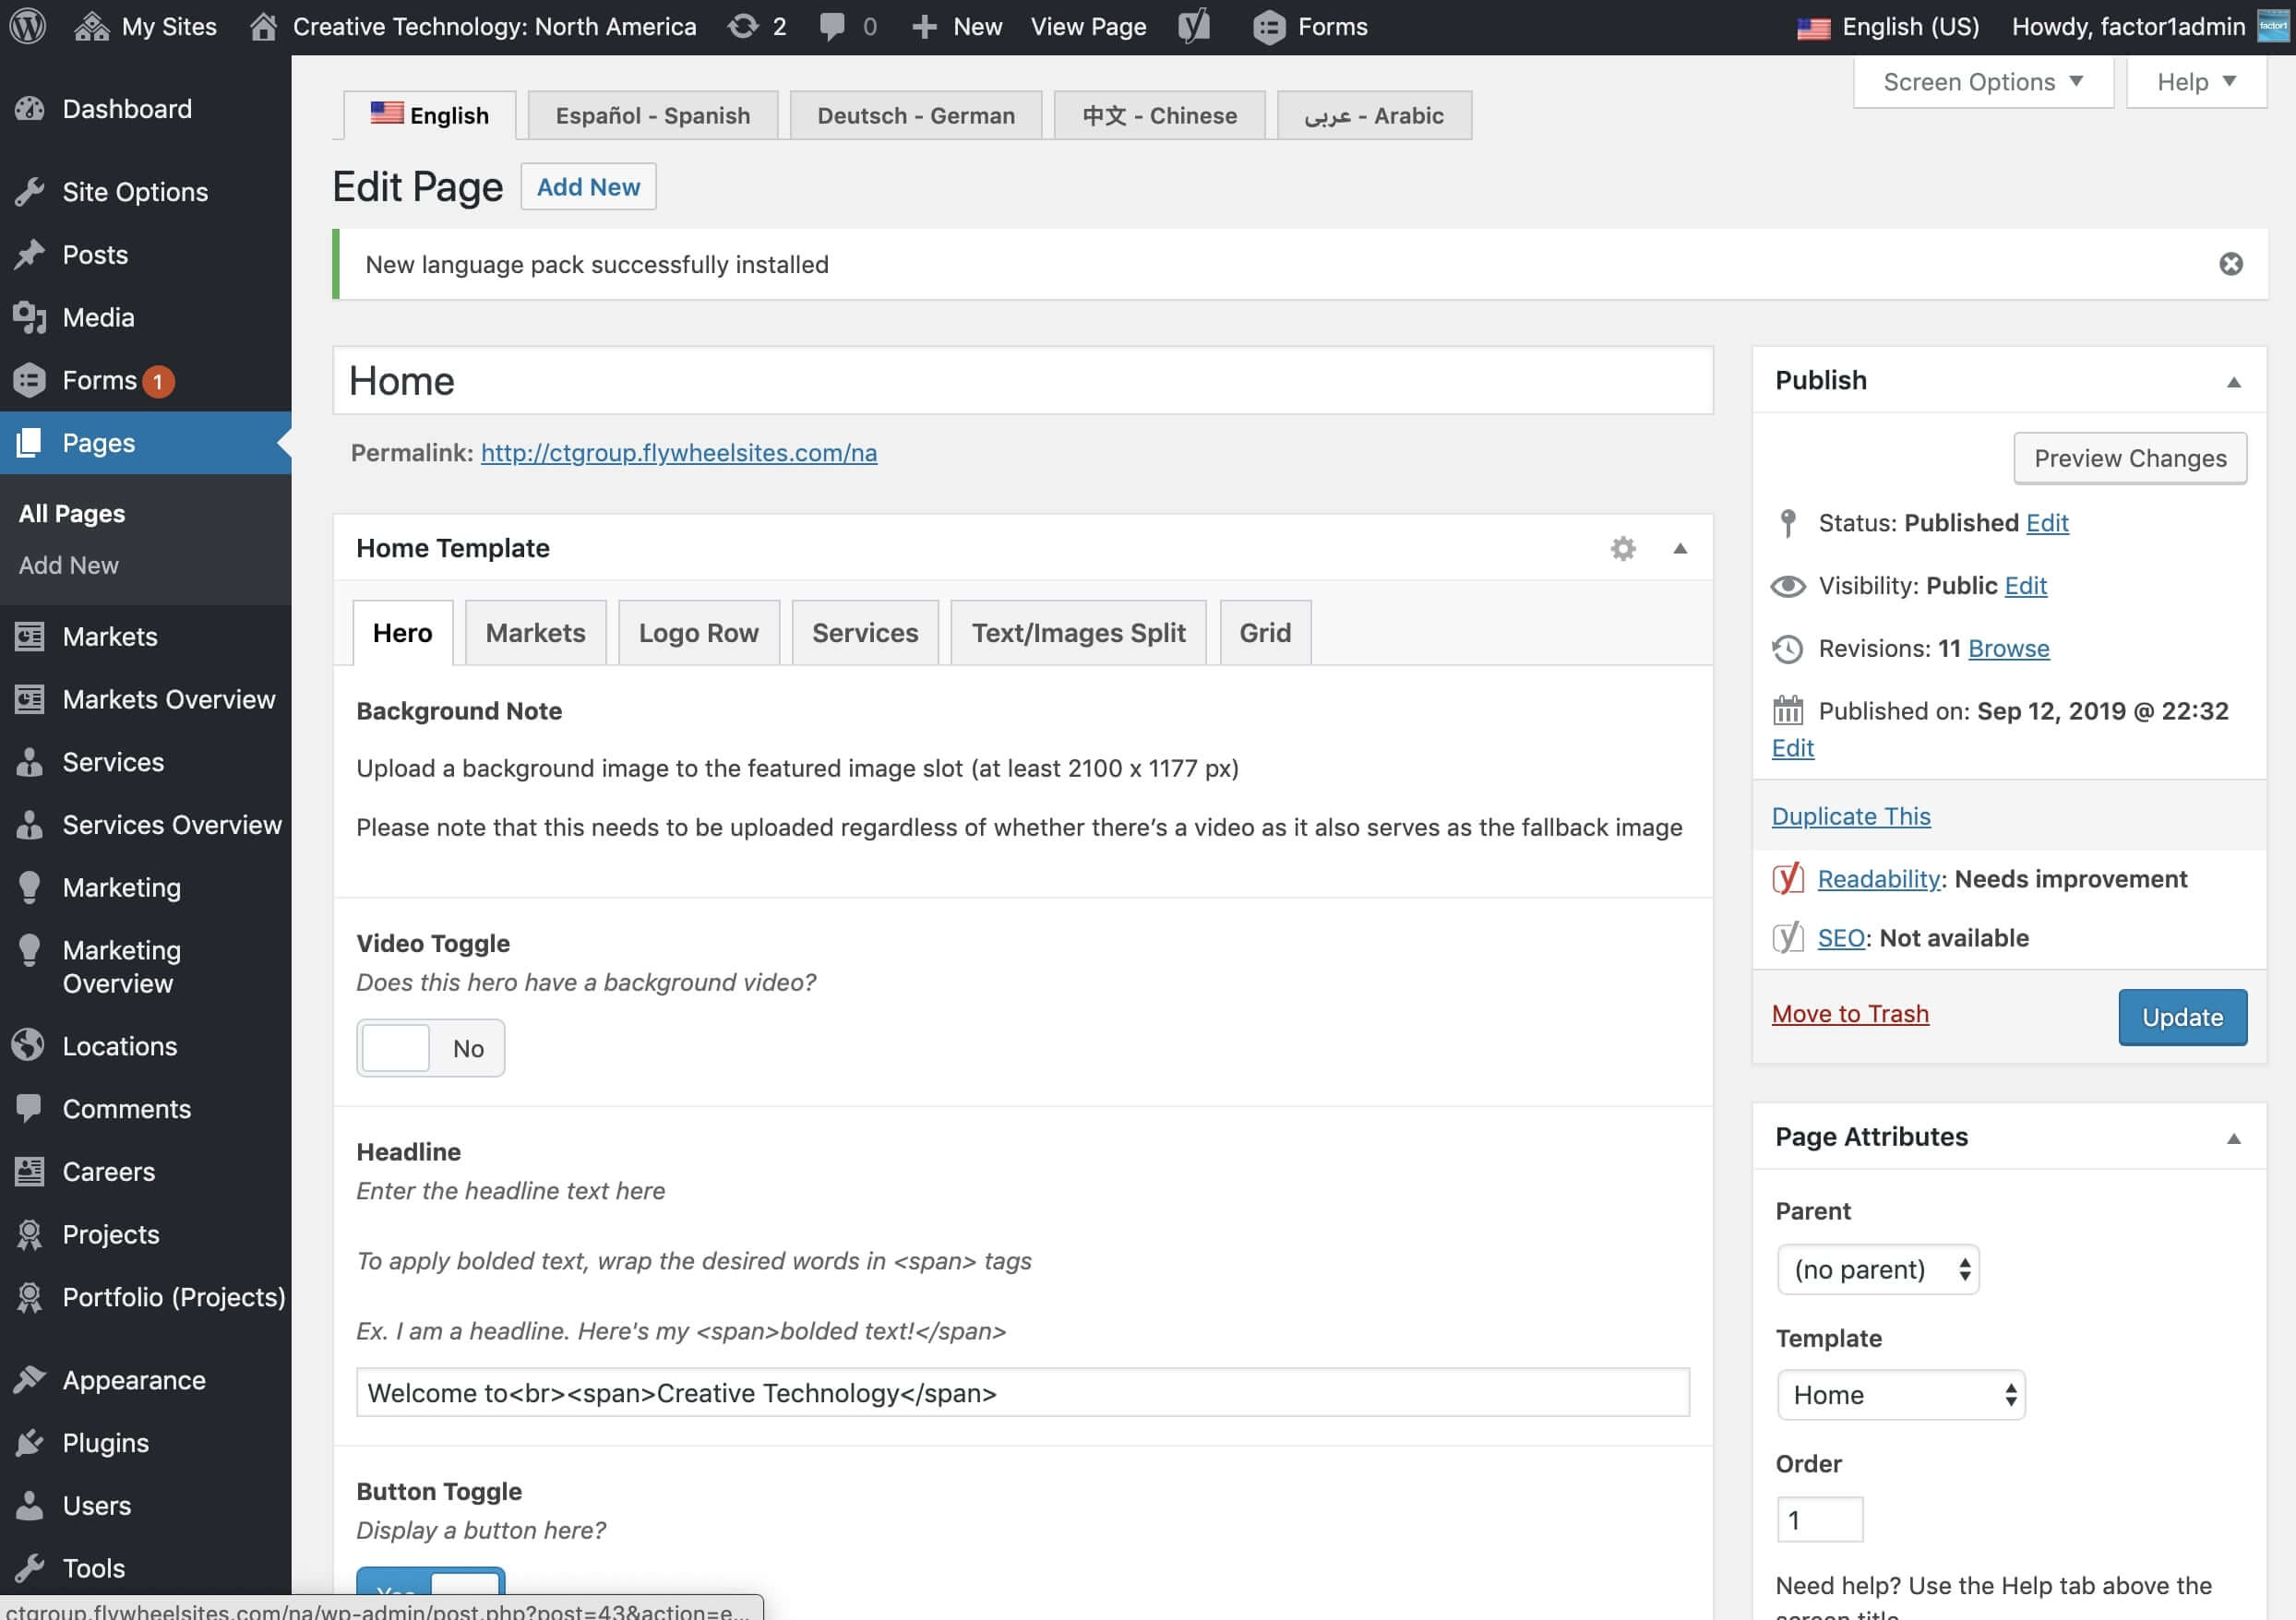 My Sites
Creative Technology: North America
2
0
New
View Page
Forms
English (US)
Howdy, factor1admin
factor1
Dashboard
Site Options
Posts
Media
Forms 1
Pages
All Pages
Add New
Markets
Markets Overview
Services
Services Overview
Marketing
Marketing
Overview
Locations
Comments
Careers
Projects
Portfolio (Projects)
Appearance
Plugins
Users
Tools
Screen Options
Help
English
Español - Spanish
Deutsch - German
中文 - Chinese
عربى - Arabic
Edit Page
Add New
New language pack successfully installed
Home
Permalink: http://ctgroup.flywheelsites.com/na
Home Template
Hero
Markets
Logo Row
Services
Text/Images Split
Grid
Background Note
Upload a background image to the featured image slot (at least 2100 x 1177 px)
Please note that this needs to be uploaded regardless of whether there’s a video as it also serves as the fallback image
Video Toggle
Does this hero have a background video?
No
Headline
Enter the headline text here
To apply bolded text, wrap the desired words in <span> tags
Ex. I am a headline. Here's my <span>bolded text!</span>
Welcome to<br><span>Creative Technology</span>
Button Toggle
Display a button here?
Yes
Publish
Preview Changes
Status: Published Edit
Visibility: Public Edit
Revisions: 11 Browse
Published on: Sep 12, 2019 @ 22:32
Edit
Duplicate This
Readability: Needs improvement
SEO: Not available
Move to Trash
Update
Page Attributes
Parent
(no parent)
Template
Home
Order
1
Need help? Use the Help tab above the
screen title.
ctgroup.flywheelsites.com/na/wp-admin/post.php?post=43&action=e...